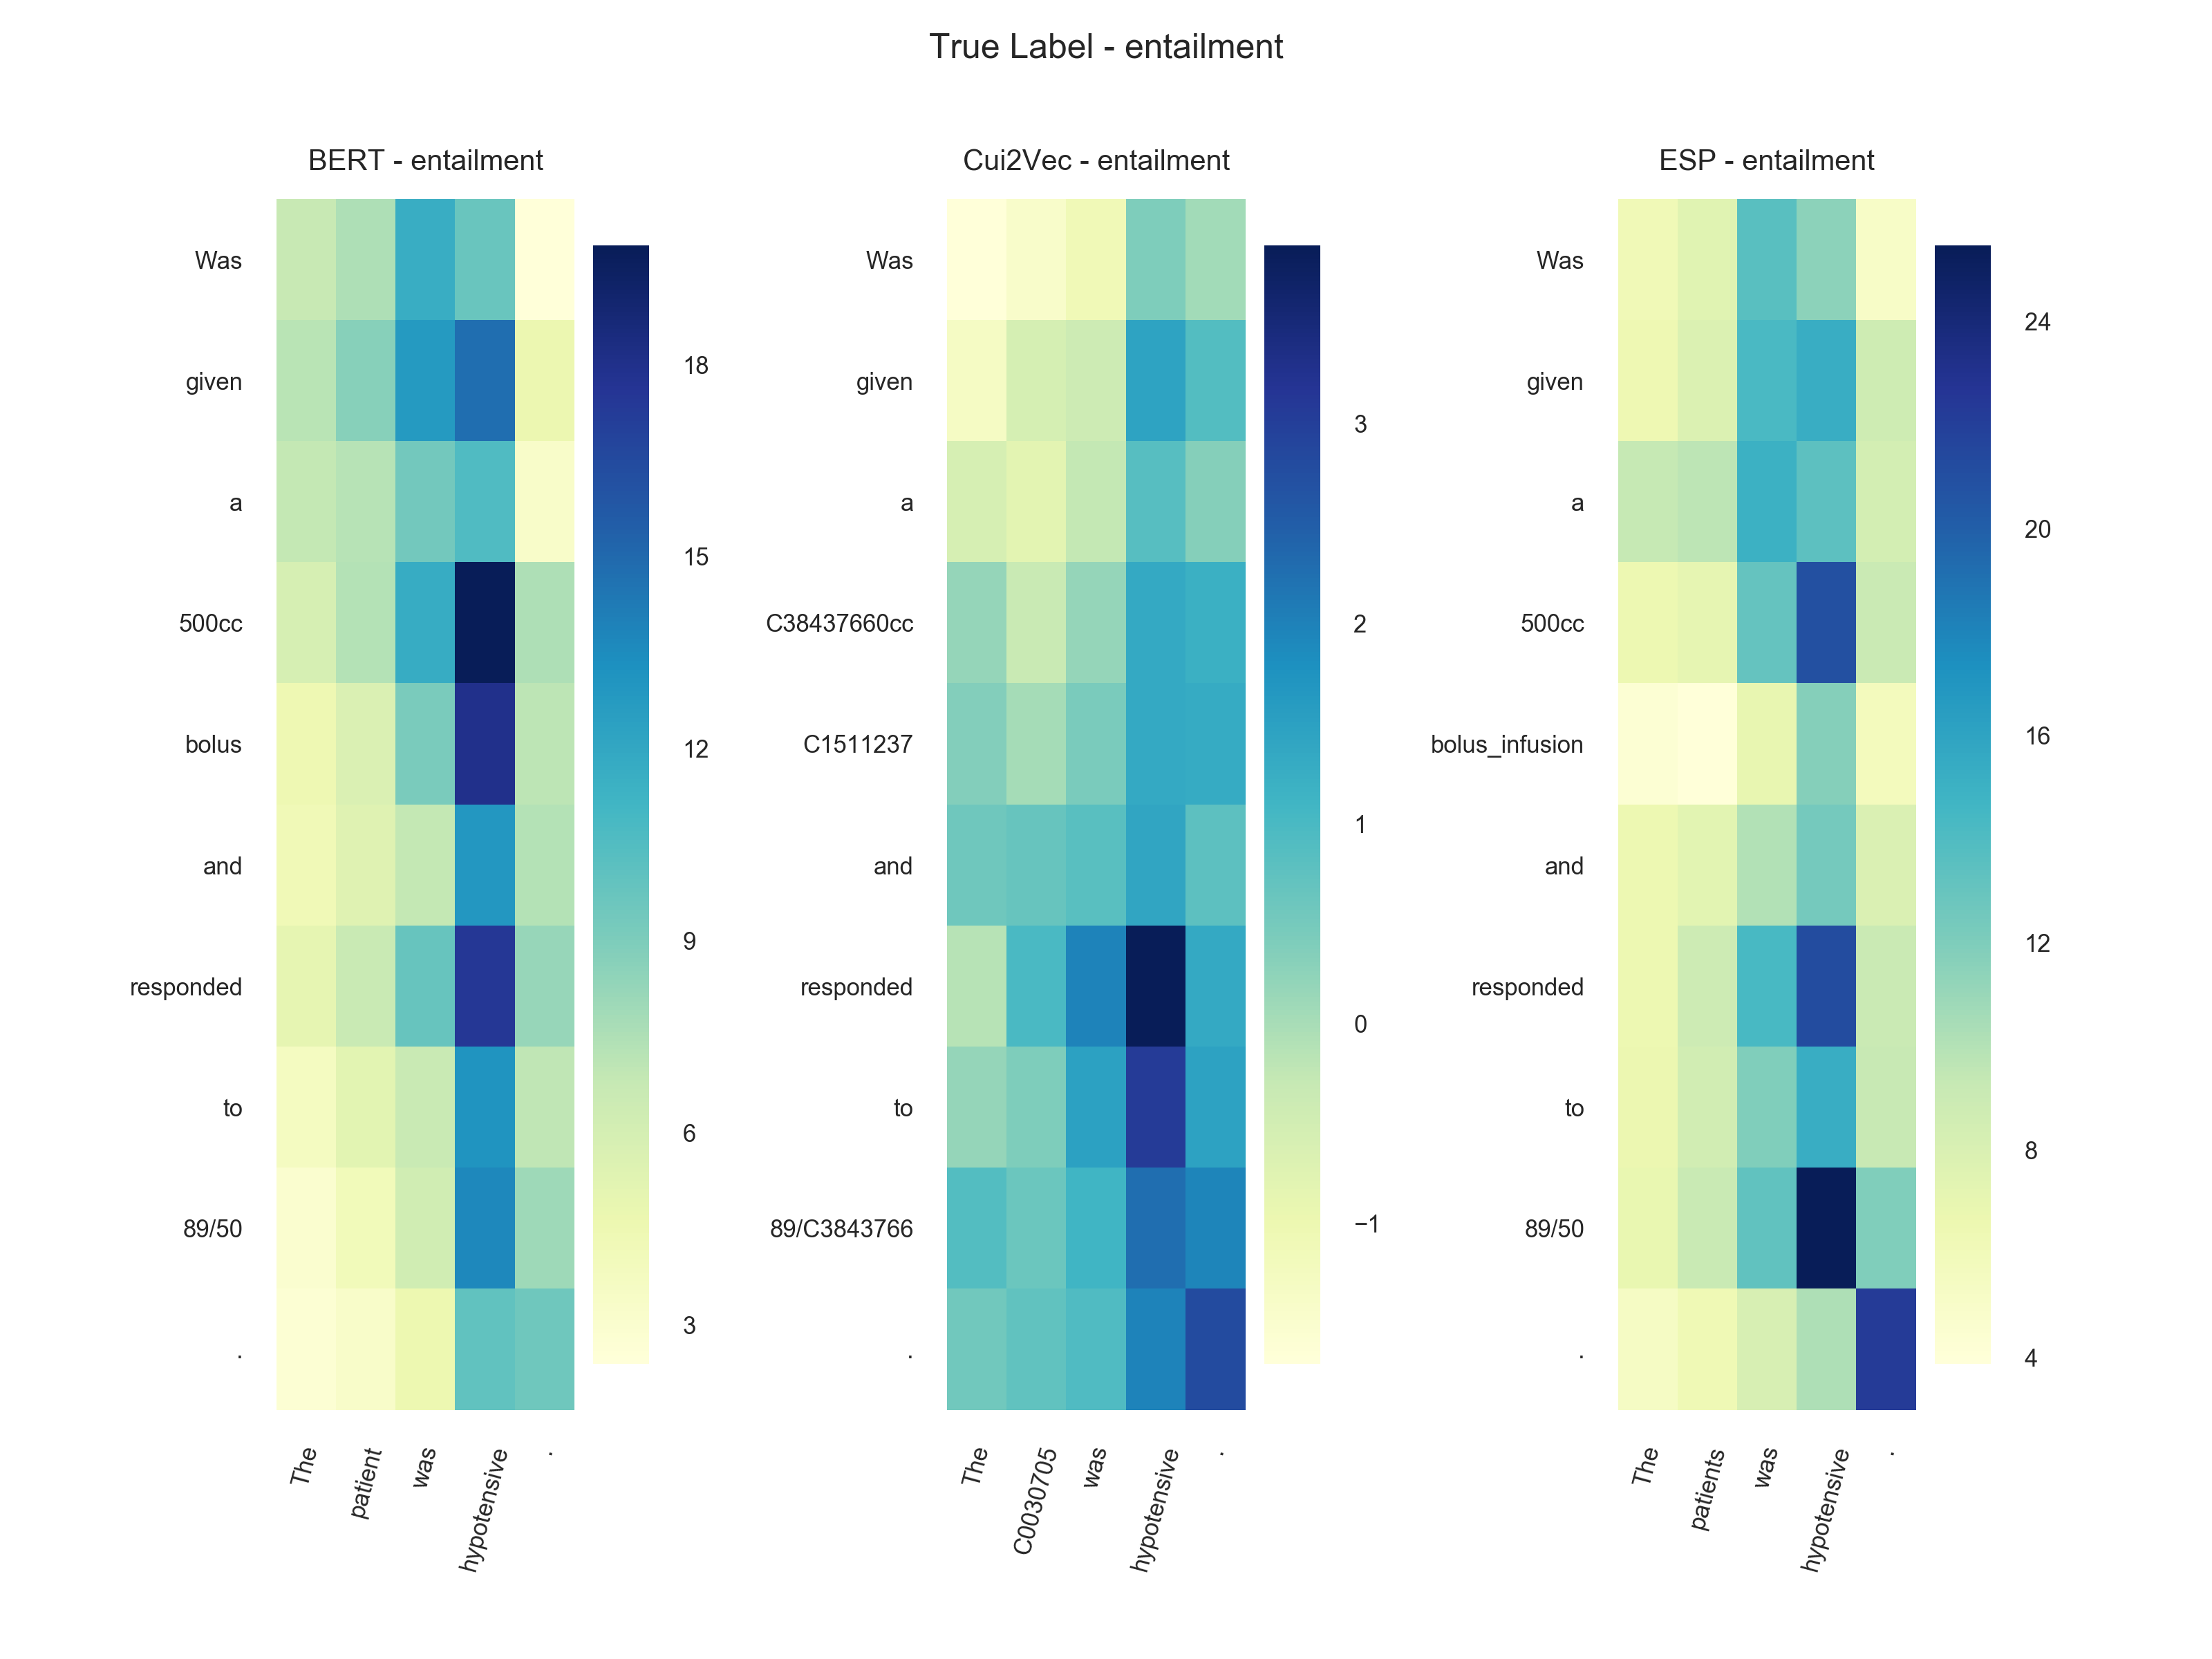 True Label - entailment
BERT - entailment
Was
given
a
500cc
bolus
and
responded
to
89/50
.
The
patient
was
hypotensive
.
18
15
12
9
6
3
Cui2Vec - entailment
Was
given
a
C38437660cc
C1511237
and
responded
to
89/C3843766
.
The
C0030705
was
hypotensive
.
3
2
1
0
−1
ESP - entailment
Was
given
a
500cc
bolus_infusion
and
responded
to
89/50
.
The
patients
was
hypotensive
.
24
20
16
12
8
4